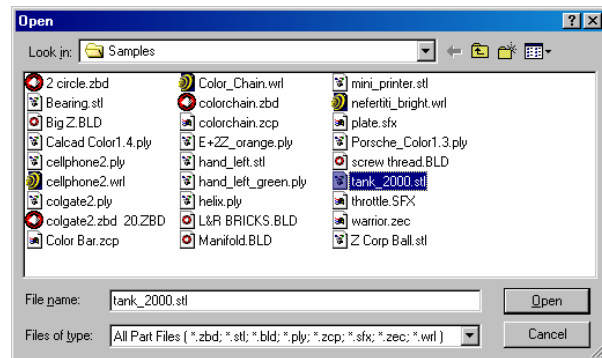 Open
Look in: Samples
2 circle.zbd
Bearing.stl
Big Z.BLD
Calcad Color1.4.ply
cellphone2.ply
cellphone2.wrl
colgate2.ply
colgate2.zbd 20.ZBD
Color Bar.zcp
Color_Chain.wrl
colorchain.zbd
colorchain.zcp
E+2Z_orange.ply
hand_left.stl
hand_left_green.ply
helix.ply
L&R BRICKS.BLD
Manifold.BLD
mini_printer.stl
nefertiti_bright.wrl
plate.sfx
Porsche_Color1.3.ply
screw thread.BLD
tank_2000.stl
throttle.SFX
warrior.zec
Z Corp Ball.stl
File name: tank_2000.stl
Open
Files of type: All Part Files ( *.zbd; *.stl; *.bld; *.ply; *.zcp; *.sfx; *.zec; *.wrl )
Cancel